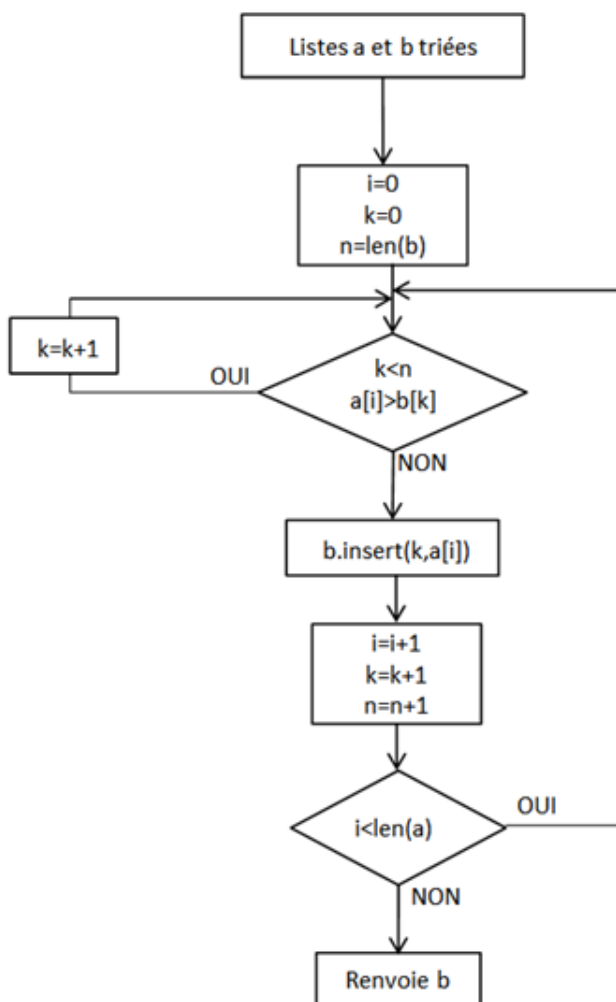 Listes a et b triées
i=0
k=0
n=len(b)
k=k+1
OUI
k<n
a[i]>b[k]
NON
b.insert(k,a[i])
i=i+1
k=k+1
n=n+1
i<len(a)
OUI
NON
Renvoie b